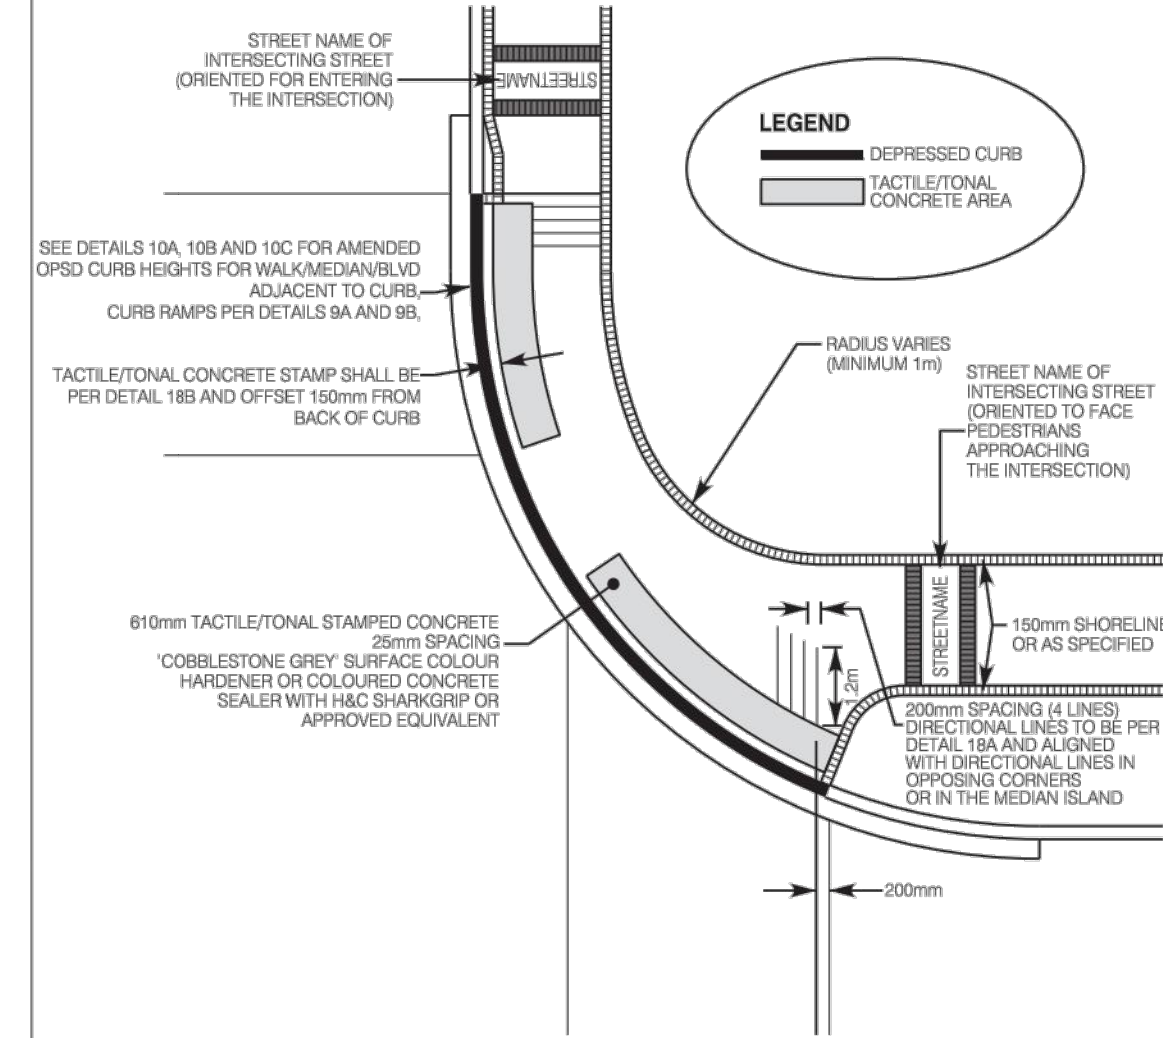 STREET NAME OF
INTERSECTING STREET
(ORIENTED FOR ENTERING
THE INTERSECTION)
STREETNAME
LEGEND
DEPRESSED CURB
TACTILE/TONAL
CONCRETE AREA
SEE DETAILS 10A, 10B AND 10C FOR AMENDED
OPSD CURB HEIGHTS FOR WALK/MEDIAN/BLVD
ADJACENT TO CURB,
CURB RAMPS PER DETAILS 9A AND 9B,
TACTILE/TONAL CONCRETE STAMP SHALL BE
PER DETAIL 18B AND OFFSET 150mm FROM
BACK OF CURB
RADIUS VARIES
(MINIMUM 1m)
STREET NAME OF
INTERSECTING STREET
(ORIENTED TO FACE
PEDESTRIANS
APPROACHING
THE INTERSECTION)
610mm TACTILE/TONAL STAMPED CONCRETE
25mm SPACING
'COBBLESTONE GREY' SURFACE COLOUR
HARDENER OR COLOURED CONCRETE
SEALER WITH H&C SHARKGRIP OR
APPROVED EQUIVALENT
STREETNAME
150mm SHORELINE
OR AS SPECIFIED
1.2m
200mm SPACING (4 LINES)
DIRECTIONAL LINES TO BE PER
DETAIL 18A AND ALIGNED
WITH DIRECTIONAL LINES IN
OPPOSING CORNERS
OR IN THE MEDIAN ISLAND
200mm